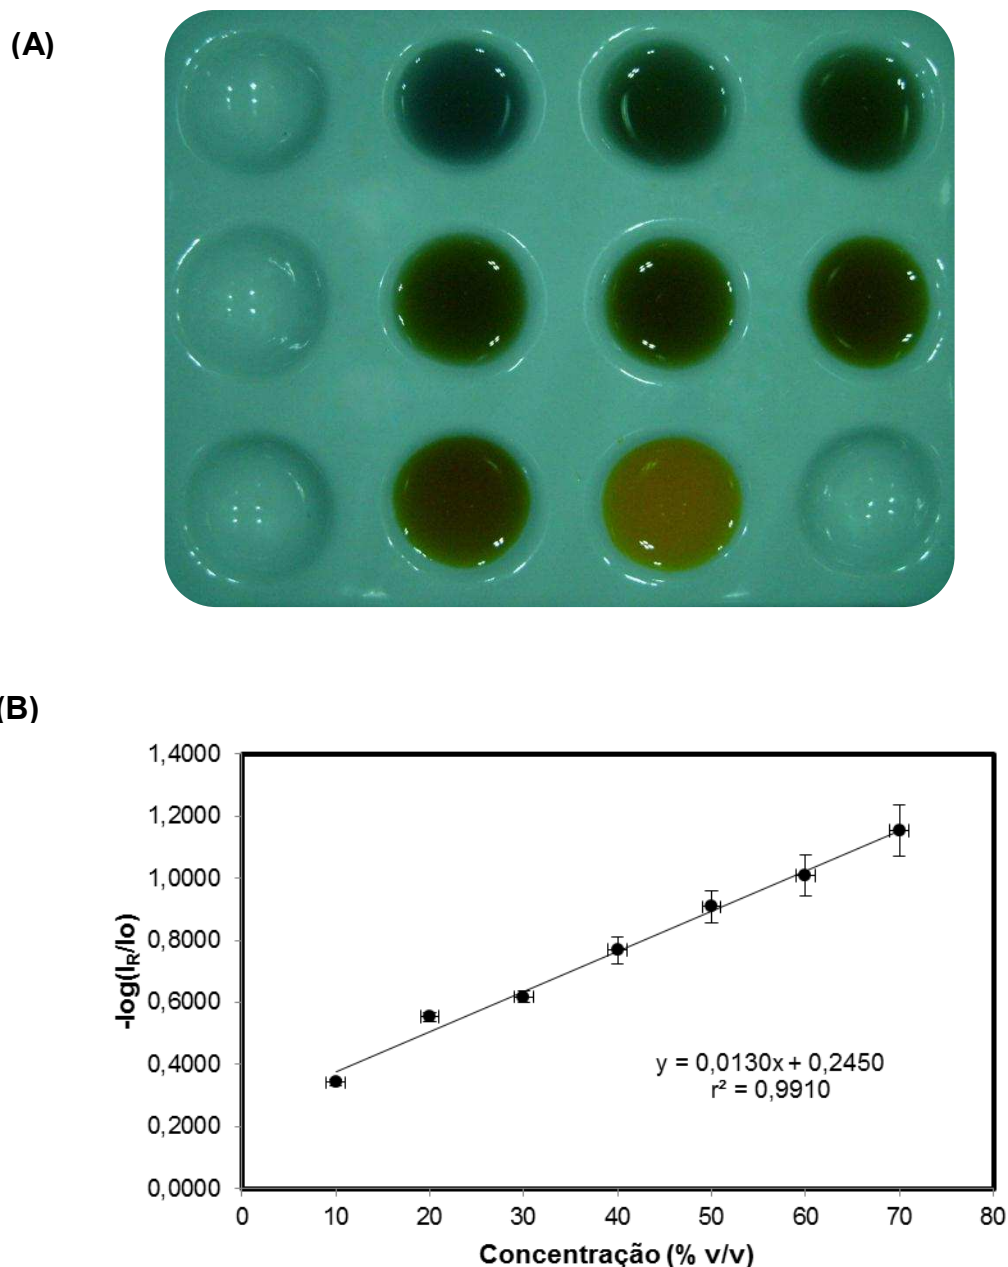 (A)
(B)
1,4000
1,2000
1,0000
0,8000
0,6000
0,4000
0,2000
0,0000
-log(IR/Io)
y = 0,0130x + 0,2450
r² = 0,9910
0 10 20 30 40 50 60 70 80
Concentração (% v/v)